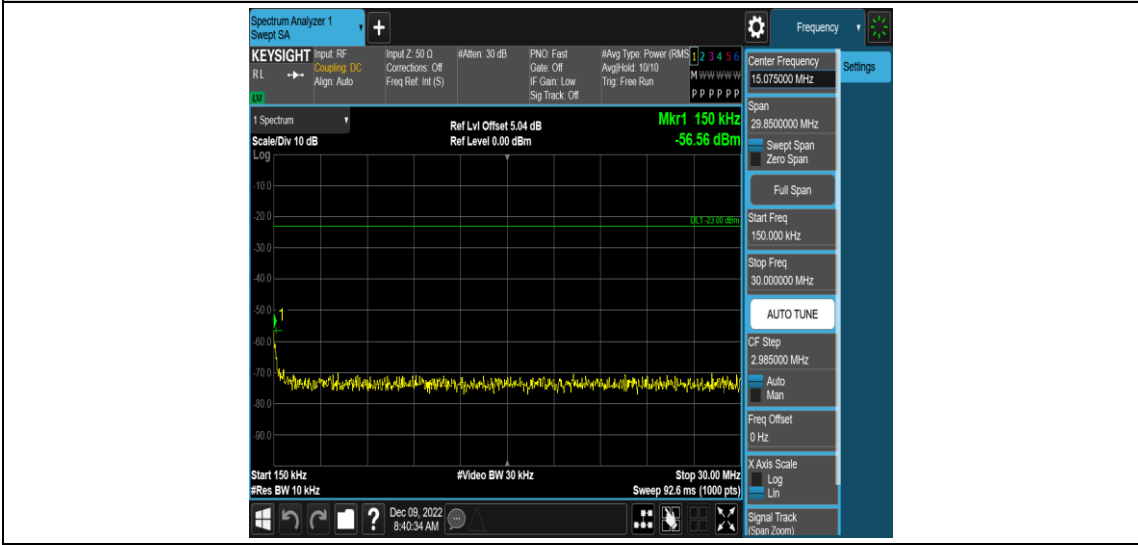 Spectrum Analyzer 1
Swept SA
+
Frequency
KEYSIGHT
RL
LM
Input: RF
Coupling: DC
Align: Auto
Input Z: 50 Ω
Corrections: Off
Freq Ref: Int (S)
#Atten: 30 dB
PNO: Fast
Gate: Off
IF Gain: Low
Sig Track: Off
#Avg Type: Power (RMS
Avg|Hold: 10/10
Trig: Free Run
1 2 3 4 5 6
M W W W W W
P P P P P P
1 Spectrum
Scale/Div 10 dB
Log
Ref Lvl Offset 5.04 dB
Ref Level 0.00 dBm
Mkr1 150 kHz
-56.56 dBm
-10.0
-20.0
DL1 -23.00 dBm
-30.0
-40.0
-50.0
1
-60.0
-70.0
-80.0
-90.0
Start 150 kHz
#Res BW 10 kHz
#Video BW 30 kHz
Stop 30.00 MHz
Sweep 92.6 ms (1000 pts)
?
Dec 09, 2022
8:40:34 AM
Center Frequency
15.075000 MHz
Settings
Span
29.8500000 MHz
Swept Span
Zero Span
Full Span
Start Freq
150.000 kHz
Stop Freq
30.000000 MHz
AUTO TUNE
CF Step
2.985000 MHz
Auto
Man
Freq Offset
0 Hz
X Axis Scale
Log
Lin
Signal Track
(Span Zoom)